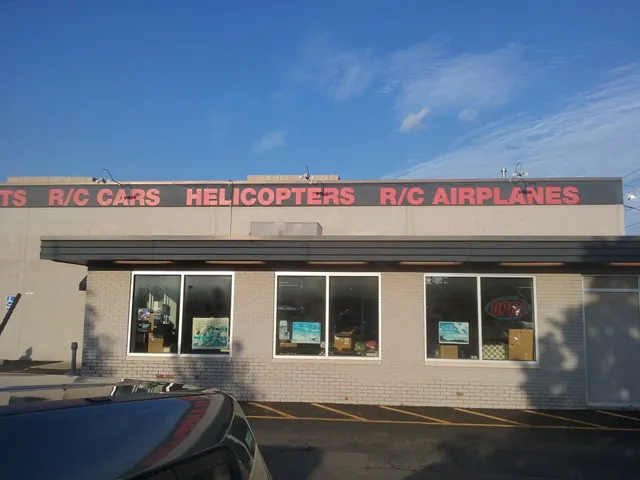 TS R/C CARS HELICOPTERS R/C AIRPLANES
OPEN